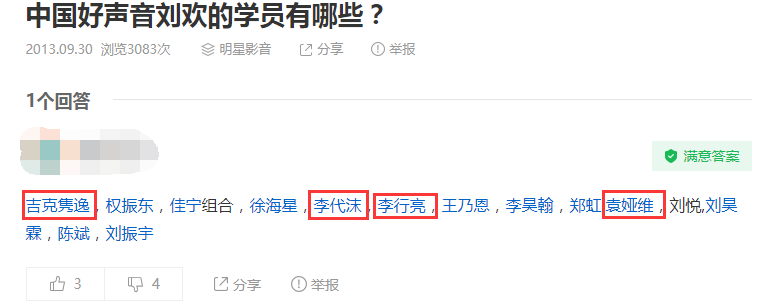 中国好声音刘欢的学员有哪些？
2013.09.30 浏览3083次 明星影音 分享 举报
1个回答
满意答案
吉克隽逸，权振东，佳宁组合，徐海星，李代沫，李行亮，王乃恩，李昊翰，郑虹,袁娅维，刘悦,刘昊
霖，陈斌，刘振宇
3 4 分享 举报